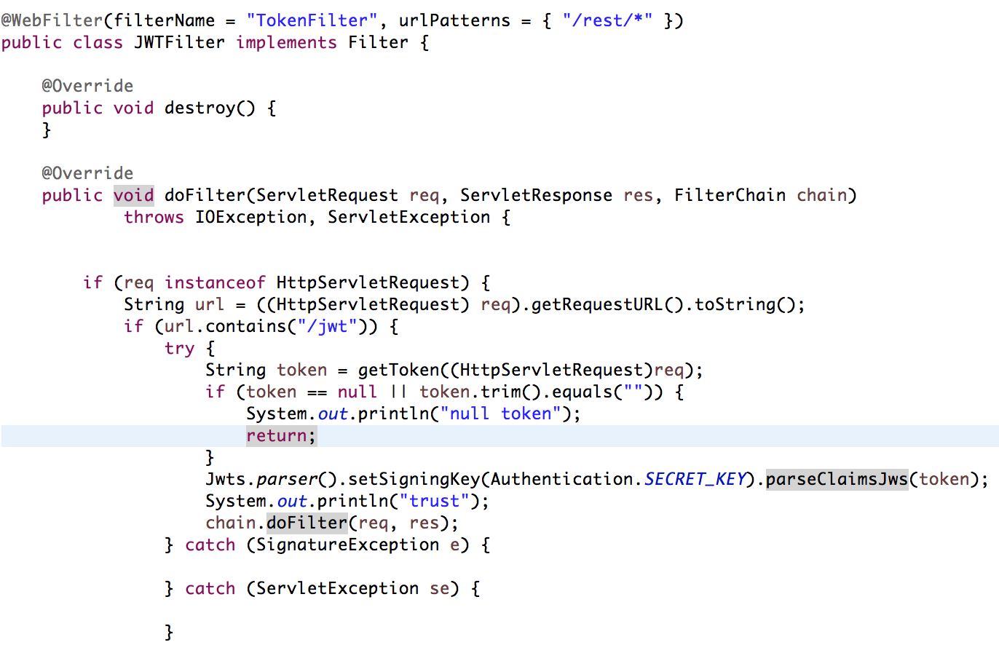 @WebFilter(filterName = "TokenFilter", urlPatterns = { "/rest/*" })
public class JWTFilter implements Filter {
@Override
public void destroy() {
}
@Override
public void doFilter(ServletRequest req, ServletResponse res, FilterChain chain)
throws IOException, ServletException {
if (req instanceof HttpServletRequest) {
String url = ((HttpServletRequest) req).getRequestURL().toString();
if (url.contains("/jwt")) {
try {
String token = getToken((HttpServletRequest)req);
if (token == null || token.trim().equals("")) {
System.out.println("null token");
return;
}
Jwts.parser().setSigningKey(Authentication.SECRET_KEY).parseClaimsJws(token);
System.out.println("trust");
chain.doFilter(req, res);
} catch (SignatureException e) {
} catch (ServletException se) {
}